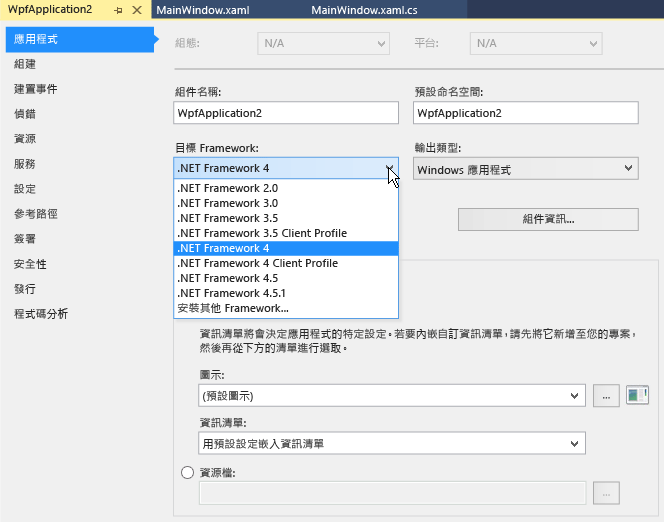 WpfApplication2 MainWindow.xaml MainWindow.xaml.cs
應用程式
組建
建置事件
偵錯
資源
服務
設定
參考路徑
簽署
安全性
發行
程式碼分析
組態: N/A 平台: N/A
組件名稱: 預設命名空間:
WpfApplication2 WpfApplication2
目標 Framework: 輸出類型:
.NET Framework 4 Windows 應用程式
.NET Framework 2.0
.NET Framework 3.0
.NET Framework 3.5
.NET Framework 3.5 Client Profile
.NET Framework 4
.NET Framework 4 Client Profile
.NET Framework 4.5
.NET Framework 4.5.1
安裝其他 Framework...
組件資訊...
資訊清單將會決定應用程式的特定設定。若要內嵌自訂資訊清單,請先將它新增至您的專案,
然後再從下方的清單進行選取。
圖示:
(預設圖示) ...
資訊清單:
用預設設定嵌入資訊清單
資源檔:
...